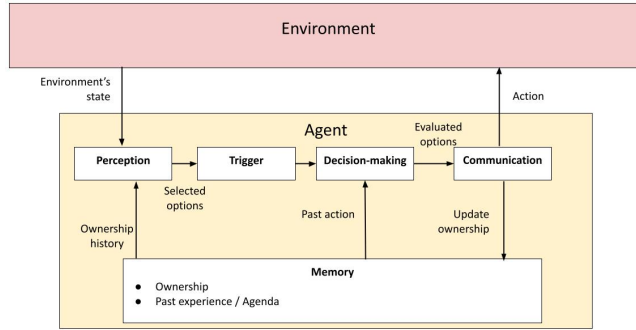 Environment
Environment's
state
Action
Agent
Evaluated
options
Perception
Trigger
Decision-making
Communication
Selected
options
Ownership
history
Past action
Update
ownership
Memory
● Ownership
● Past experience / Agenda